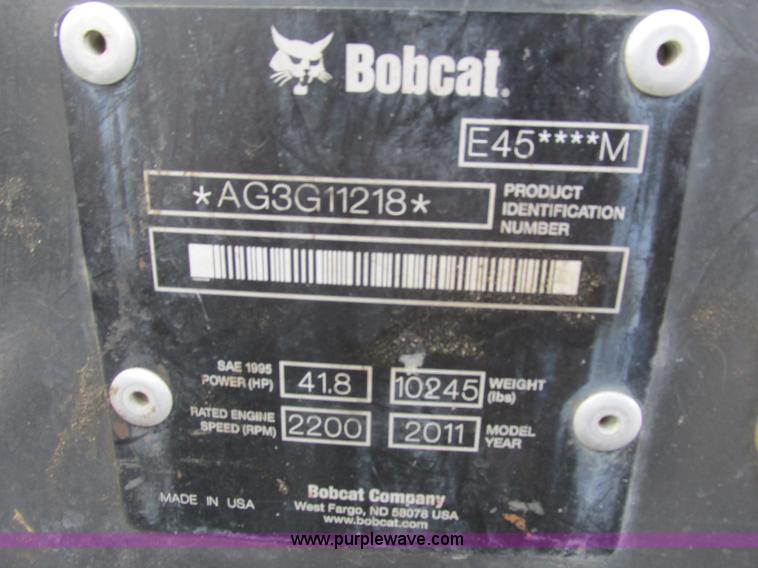 Bobcat.
E45****M
*AG3G11218*
PRODUCT
IDENTIFICATION
NUMBER
SAE 1995
POWER (HP)
41.8
10245
WEIGHT
(lbs)
RATED ENGINE
SPEED (RPM)
2200
2011
MODEL
YEAR
MADE IN USA
Bobcat Company
West Fargo, ND 58078 USA
www.bobcat.com
www.purplewave.com